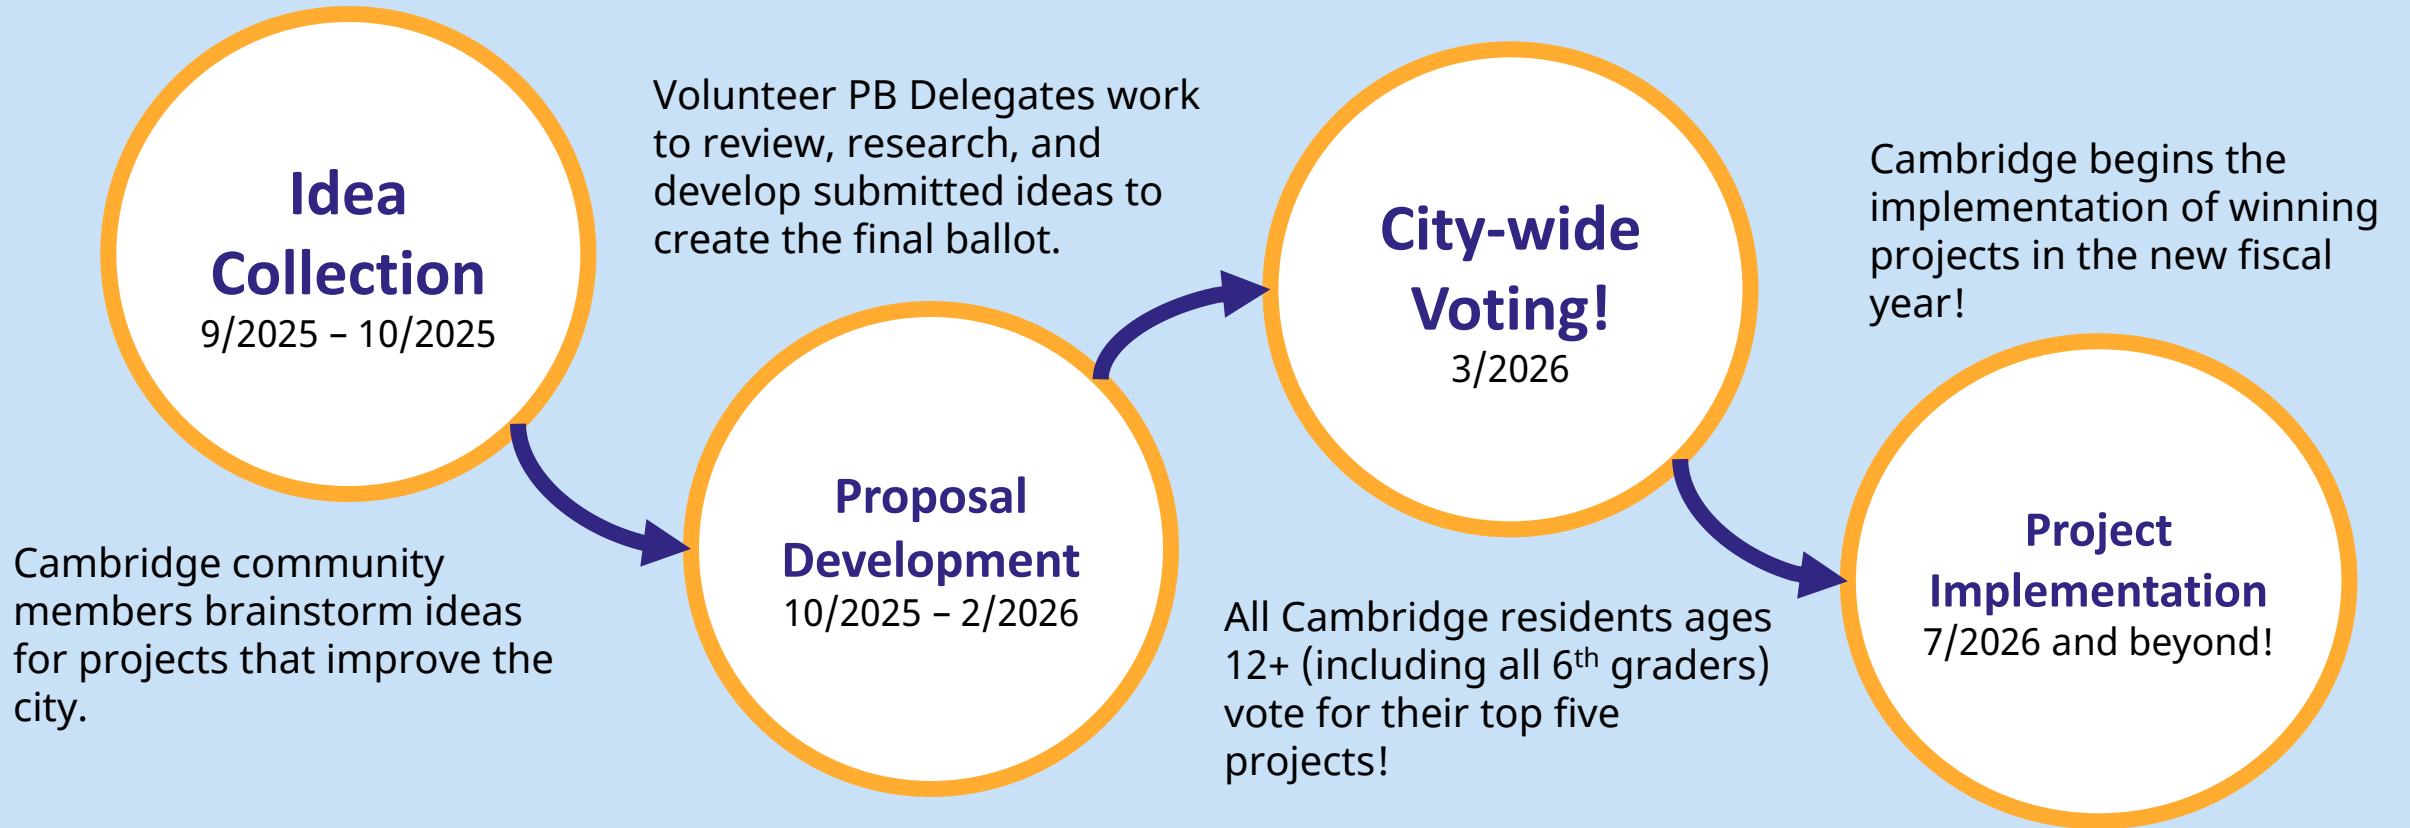 Idea
Collection
9/2025 – 10/2025
Cambridge community
members brainstorm ideas
for projects that improve the
city.
Volunteer PB Delegates work
to review, research, and
develop submitted ideas to
create the final ballot.
Proposal
Development
10/2025 – 2/2026
City-wide
Voting!
3/2026
All Cambridge residents ages
12+ (including all 6th graders)
vote for their top five
projects!
Cambridge begins the
implementation of winning
projects in the new fiscal
year!
Project
Implementation
7/2026 and beyond!